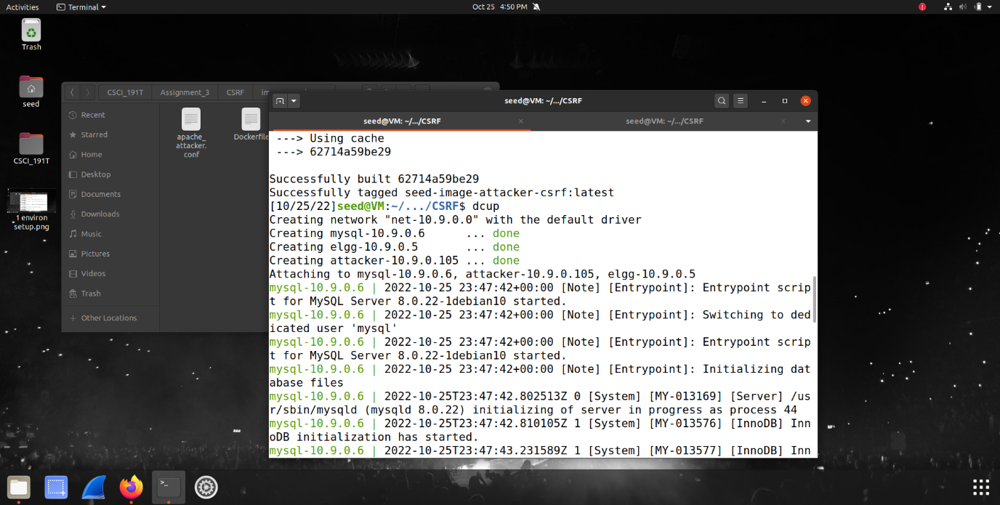 Activities
Terminal
Oct 25 4:50 PM
Trash
seed
CSCI_191T
1 environ
setup.png
CSCI_191T
Assignment_3
CSRF
Recent
Starred
Home
Desktop
Documents
Downloads
Music
Pictures
Videos
Trash
Other Locations
apache_
attacker.
conf
Dockerfile
seed@VM: ~/.../CSRF
seed@VM: ~/.../CSRF
seed@VM: ~/.../CSRF
---> Using cache
---> 62714a59be29
Successfully built 62714a59be29
Successfully tagged seed-image-attacker-csrf:latest
[10/25/22]seed@VM:~/.../CSRF$ dcup
Creating network "net-10.9.0.0" with the default driver
Creating mysql-10.9.0.6 ... done
Creating elgg-10.9.0.5 ... done
Creating attacker-10.9.0.105 ... done
Attaching to mysql-10.9.0.6, attacker-10.9.0.105, elgg-10.9.0.5
mysql-10.9.0.6 | 2022-10-25 23:47:42+00:00 [Note] [Entrypoint]: Entrypoint scrip
t for MySQL Server 8.0.22-1debian10 started.
mysql-10.9.0.6 | 2022-10-25 23:47:42+00:00 [Note] [Entrypoint]: Switching to ded
icated user 'mysql'
mysql-10.9.0.6 | 2022-10-25 23:47:42+00:00 [Note] [Entrypoint]: Entrypoint scrip
t for MySQL Server 8.0.22-1debian10 started.
mysql-10.9.0.6 | 2022-10-25 23:47:42+00:00 [Note] [Entrypoint]: Initializing dat
abase files
mysql-10.9.0.6 | 2022-10-25T23:47:42.802513Z 0 [System] [MY-013169] [Server] /us
r/sbin/mysqld (mysqld 8.0.22) initializing of server in progress as process 44
mysql-10.9.0.6 | 2022-10-25T23:47:42.810105Z 1 [System] [MY-013576] [InnoDB] Inn
oDB initialization has started.
mysql-10.9.0.6 | 2022-10-25T23:47:43.231589Z 1 [System] [MY-013577] [InnoDB] Inn